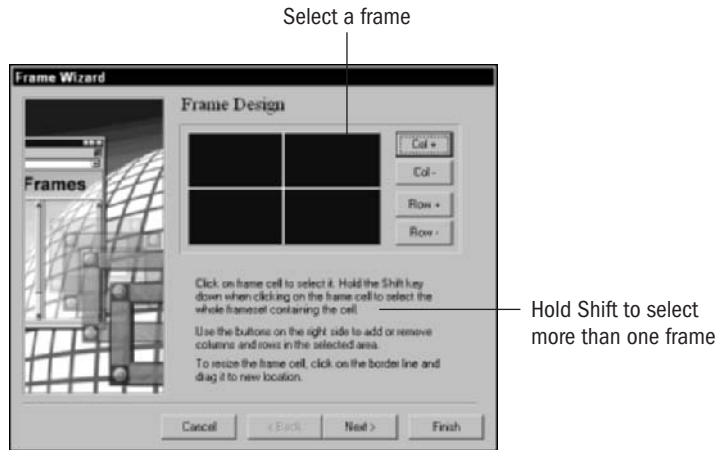 Select a frame
Frame Wizard
Frame Design
Col +
Col -
Row +
Row -
Frames
Click on frame cell to select it. Hold the Shift key
down when clicking on the frame cell to select the
whole frameset containing the cell.
Hold Shift to select
more than one frame
Use the buttons on the right side to add or remove
columns and rows in the selected area.
To resize the frame cell, click on the border line and
drag it to new location.
Cancel
< Back
Next >
Finish